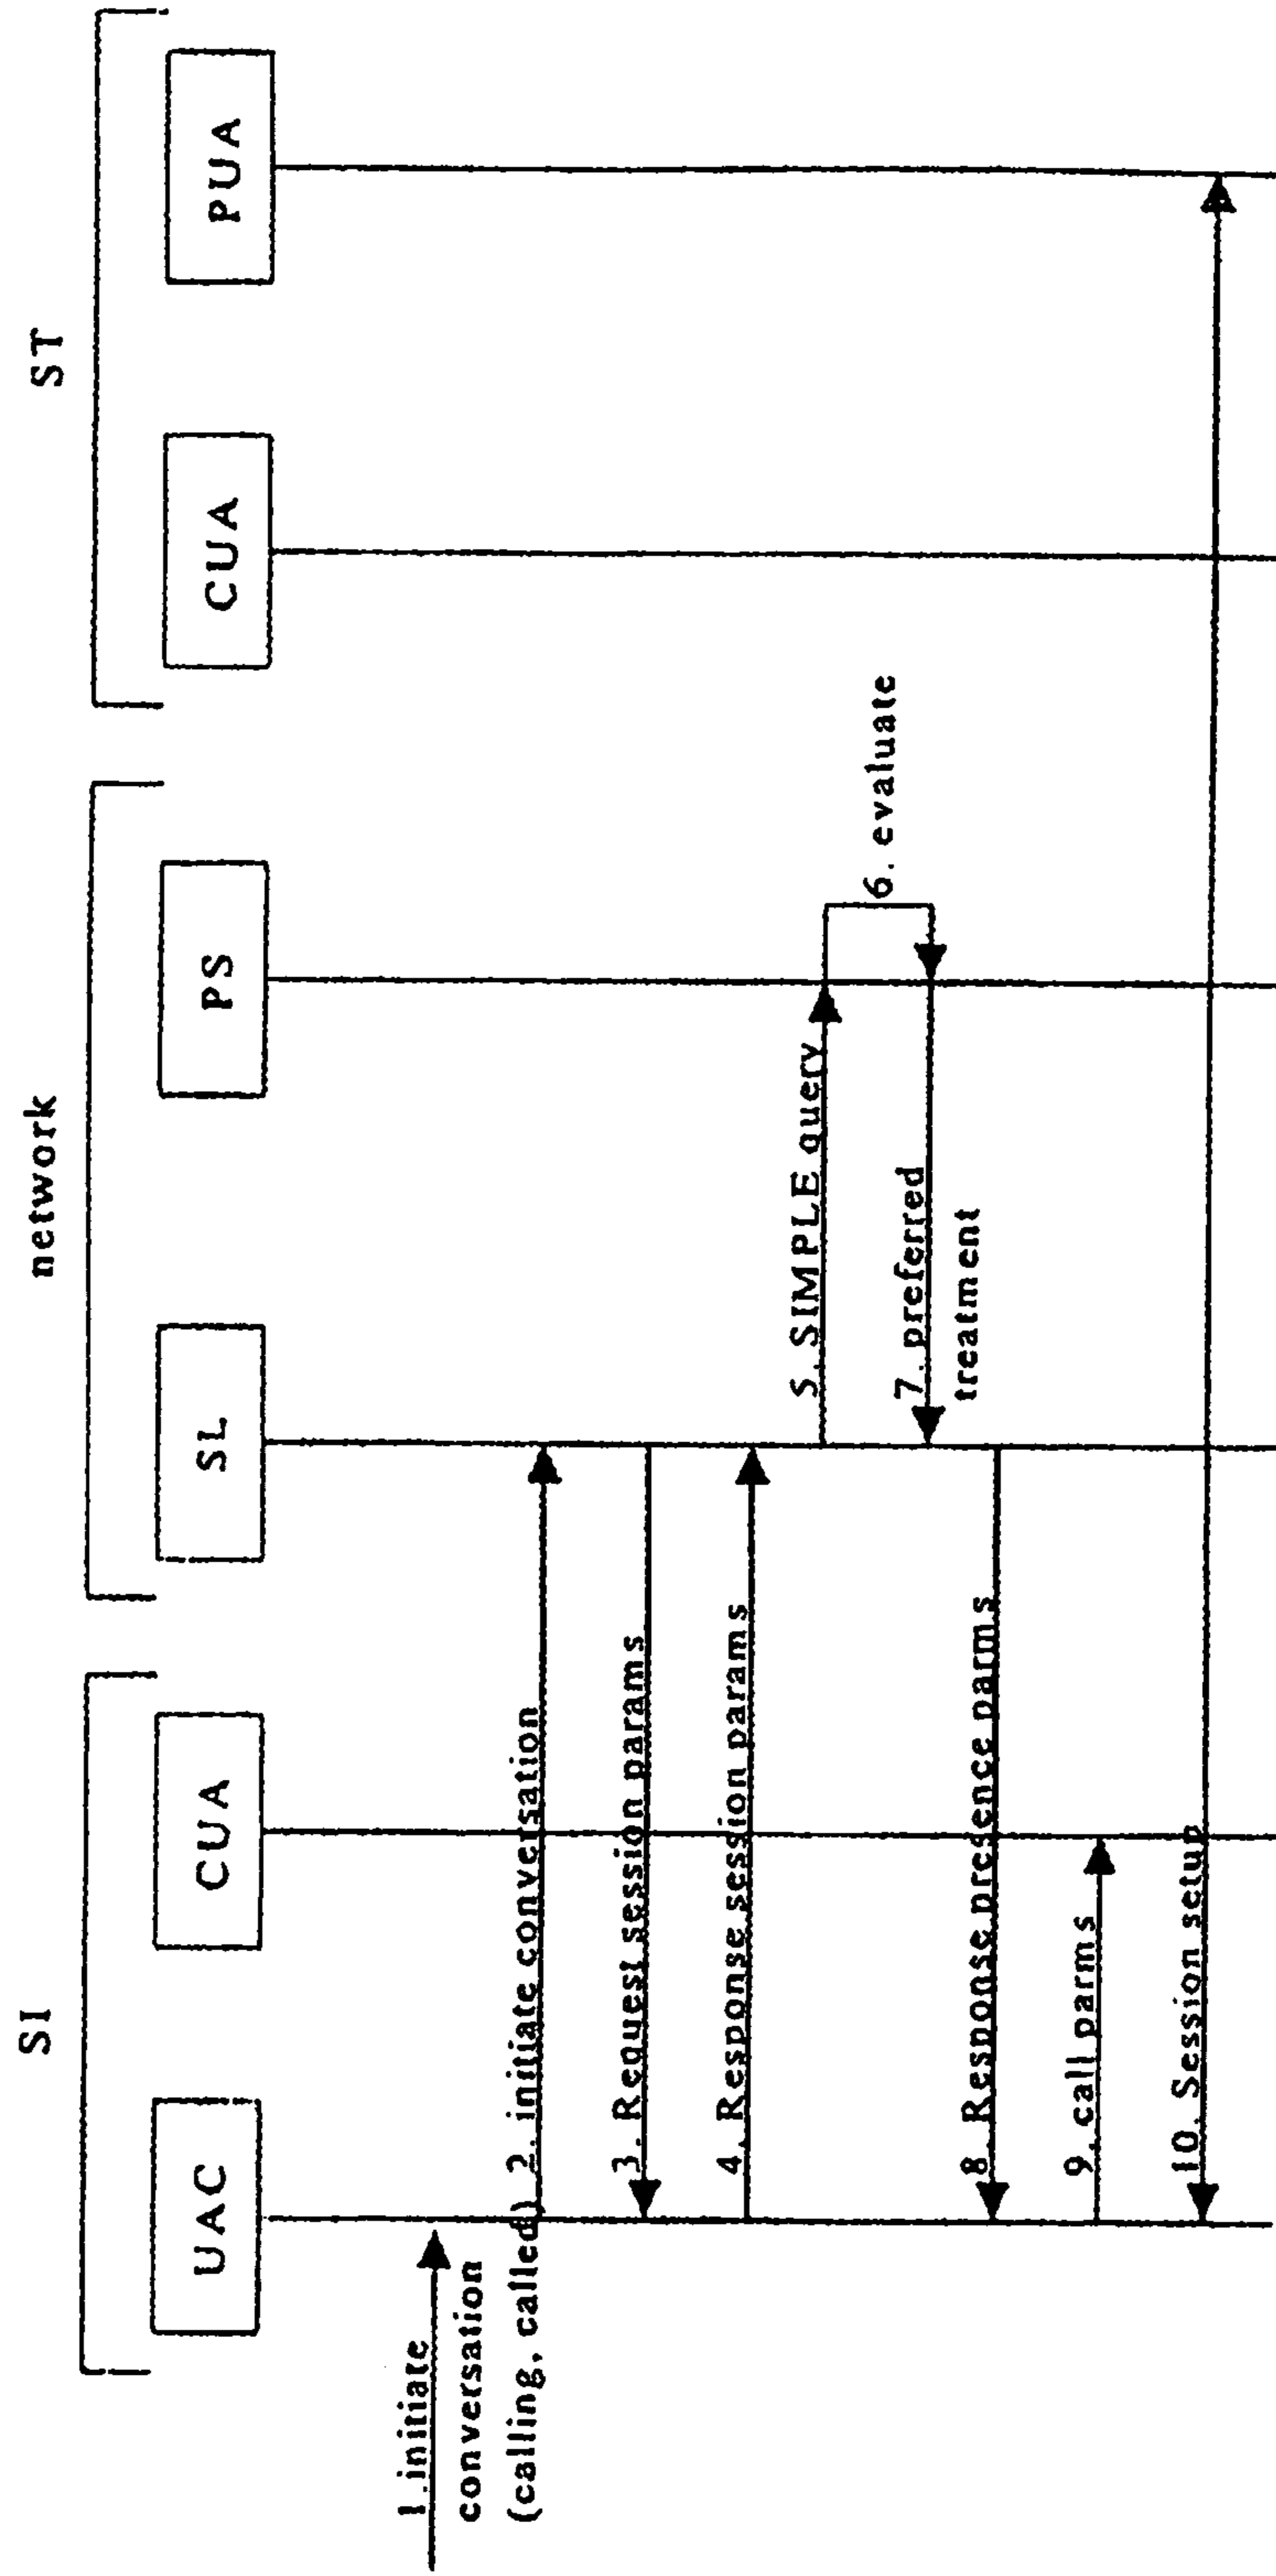 SI
network
ST
UAC
CUA
SL
PS
CUA
PUA
1.initiate
conversation
(calling, called)
2. initiate conversation
3. Request session params
4. Response session params
5. SIMPLE query
6. evaluate
7. preferred
treatment
8. Response presence parms
9. call parms
10. Session setup